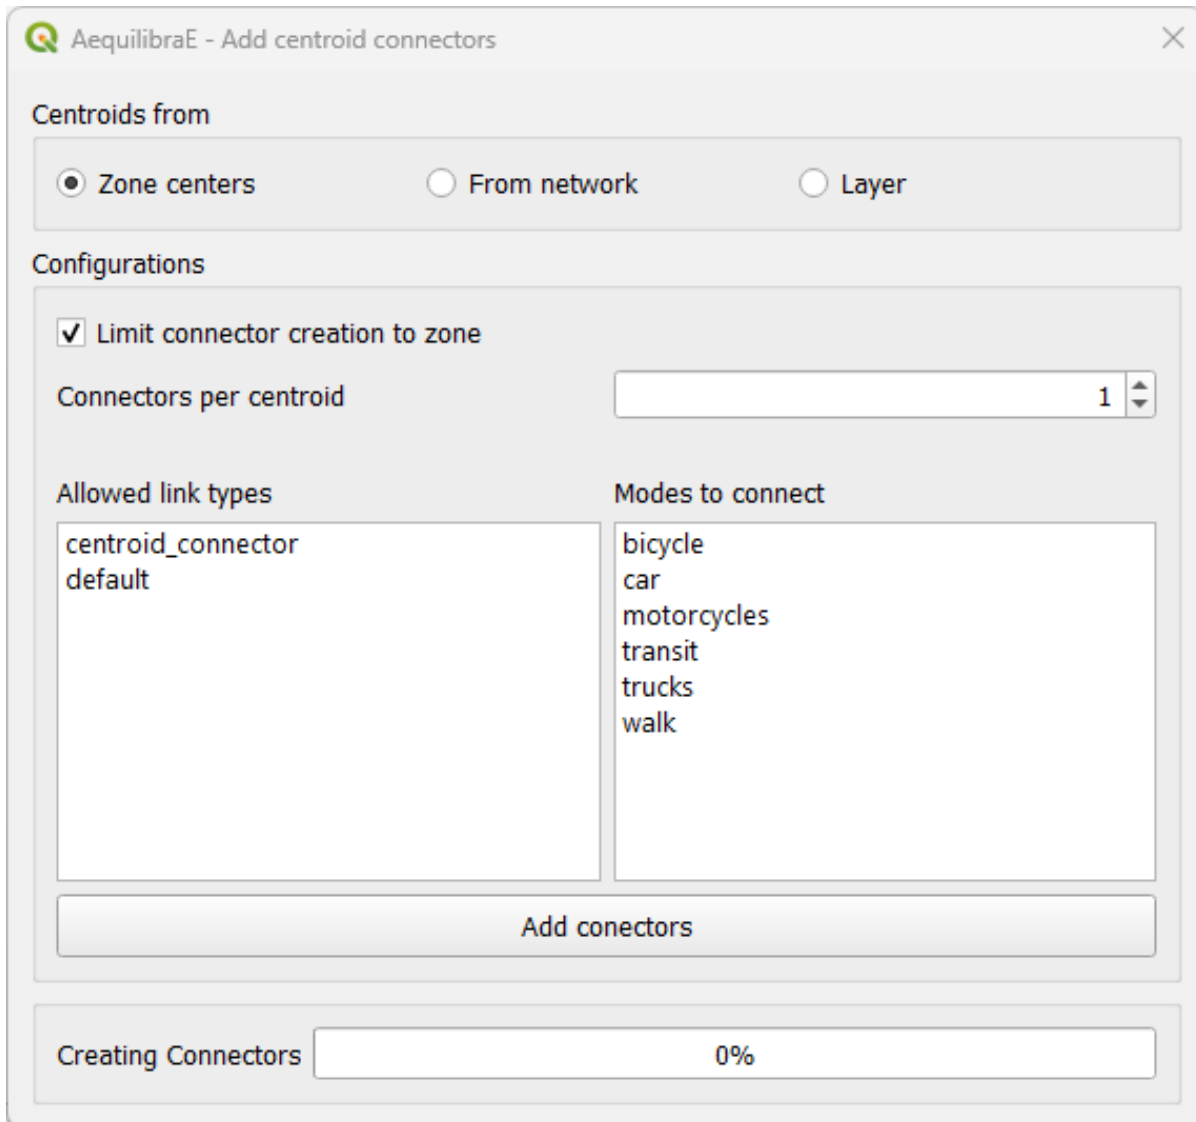 AequilibraE - Add centroid connectors
Centroids from
Zone centers From network Layer
Configurations
Limit connector creation to zone
Connectors per centroid 1
Allowed link types Modes to connect
centroid_connector bicycle
default car
motorcycles
transit
trucks
walk
Add conectors
Creating Connectors 0%